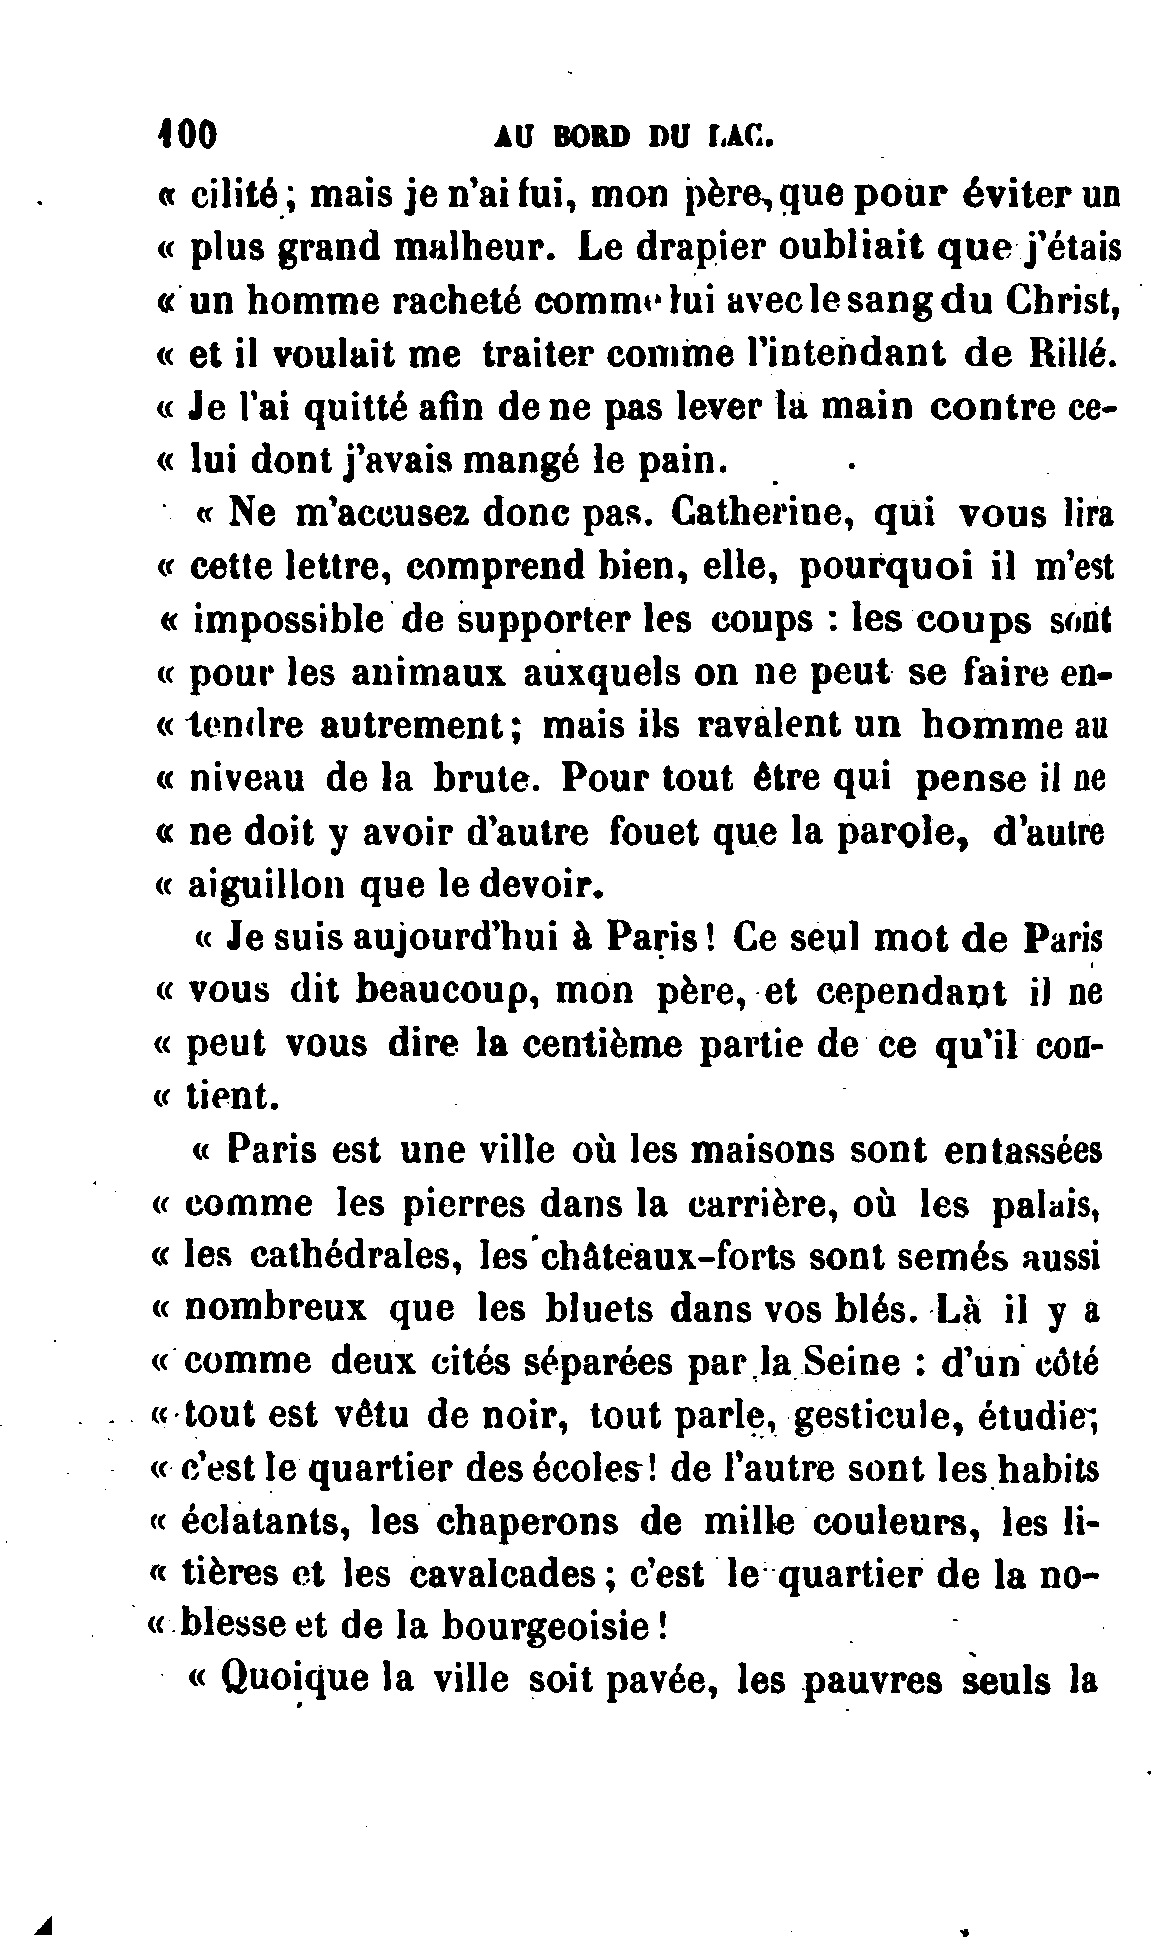 100 AU BORD DU LAC.
« cilité ; mais je n'ai fui, mon père, que pour éviter un
« plus grand malheur. Le drapier oubliait que j'étais
« un homme racheté comme lui avec le sang du Christ,
« et il voulait me traiter comme l'intendant de Rillé.
« Je l'ai quitté afin de ne pas lever la main contre ce-
« lui dont j'avais mangé le pain.
« Ne m'accusez donc pas. Catherine, qui vous lira
« cette lettre, comprend bien, elle, pourquoi il m'est
« impossible de supporter les coups : les coups sont
« pour les animaux auxquels on ne peut se faire en-
« tendre autrement ; mais ils ravalent un homme au
« niveau de la brute. Pour tout être qui pense il ne
« ne doit y avoir d'autre fouet que la parole, d'autre
« aiguillon que le devoir.
« Je suis aujourd'hui à Paris ! Ce seul mot de Paris
« vous dit beaucoup, mon père, et cependant il ne
« peut vous dire la centième partie de ce qu'il con-
« tient.
« Paris est une ville où les maisons sont entassées
« comme les pierres dans la carrière, où les palais,
« les cathédrales, les châteaux-forts sont semés aussi
« nombreux que les bluets dans vos blés. Là il y a
« comme deux cités séparées par la Seine : d'un côté
« tout est vêtu de noir, tout parle, gesticule, étudie ;
« c'est le quartier des écoles ! de l'autre sont les habits
« éclatants, les chaperons de mille couleurs, les li-
« tières et les cavalcades ; c'est le quartier de la no-
« blesse et de la bourgeoisie !
« Quoique la ville soit pavée, les pauvres seuls la